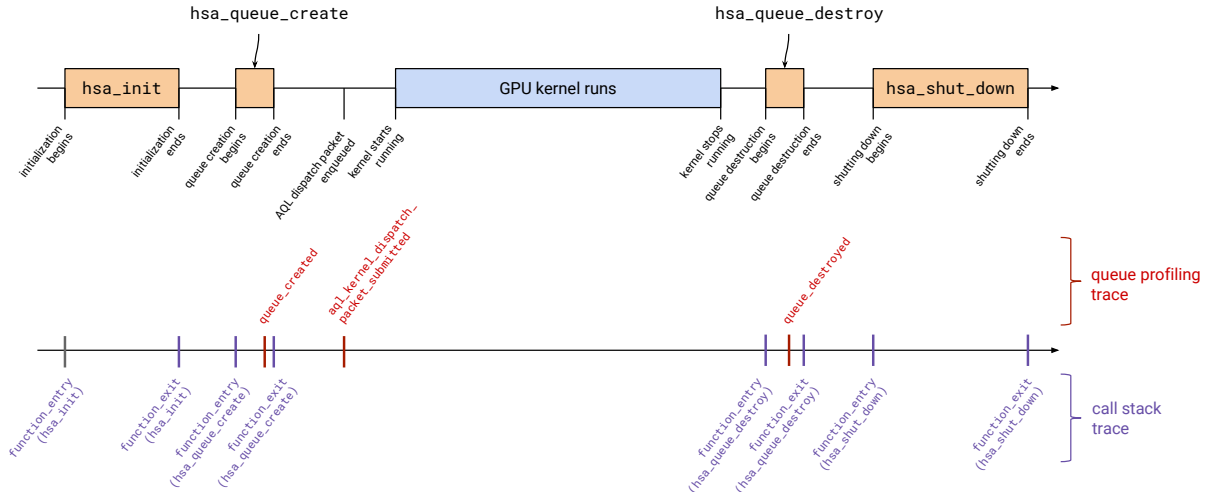 hsa_queue_create
hsa_queue_destroy
hsa_init
GPU kernel runs
hsa_shut_down
initialization
begins
initialization
ends
queue creation
begins
queue creation
ends
AQL dispatch packet
enqueued
kernel starts
running
kernel stops
running
queue destruction
begins
queue destruction
ends
shutting down
begins
shutting down
ends
queue_created
aql_kernel_dispatch_
packet_submitted
queue_destroyed
queue profiling
trace
function_entry
(hsa_init)
function_exit
(hsa_init)
function_entry
(hsa_queue_create)
function_exit
(hsa_queue_create)
function_entry
(hsa_queue_destroy)
function_exit
(hsa_queue_destroy)
function_entry
(hsa_shut_down)
function_exit
(hsa_shut_down)
call stack
trace